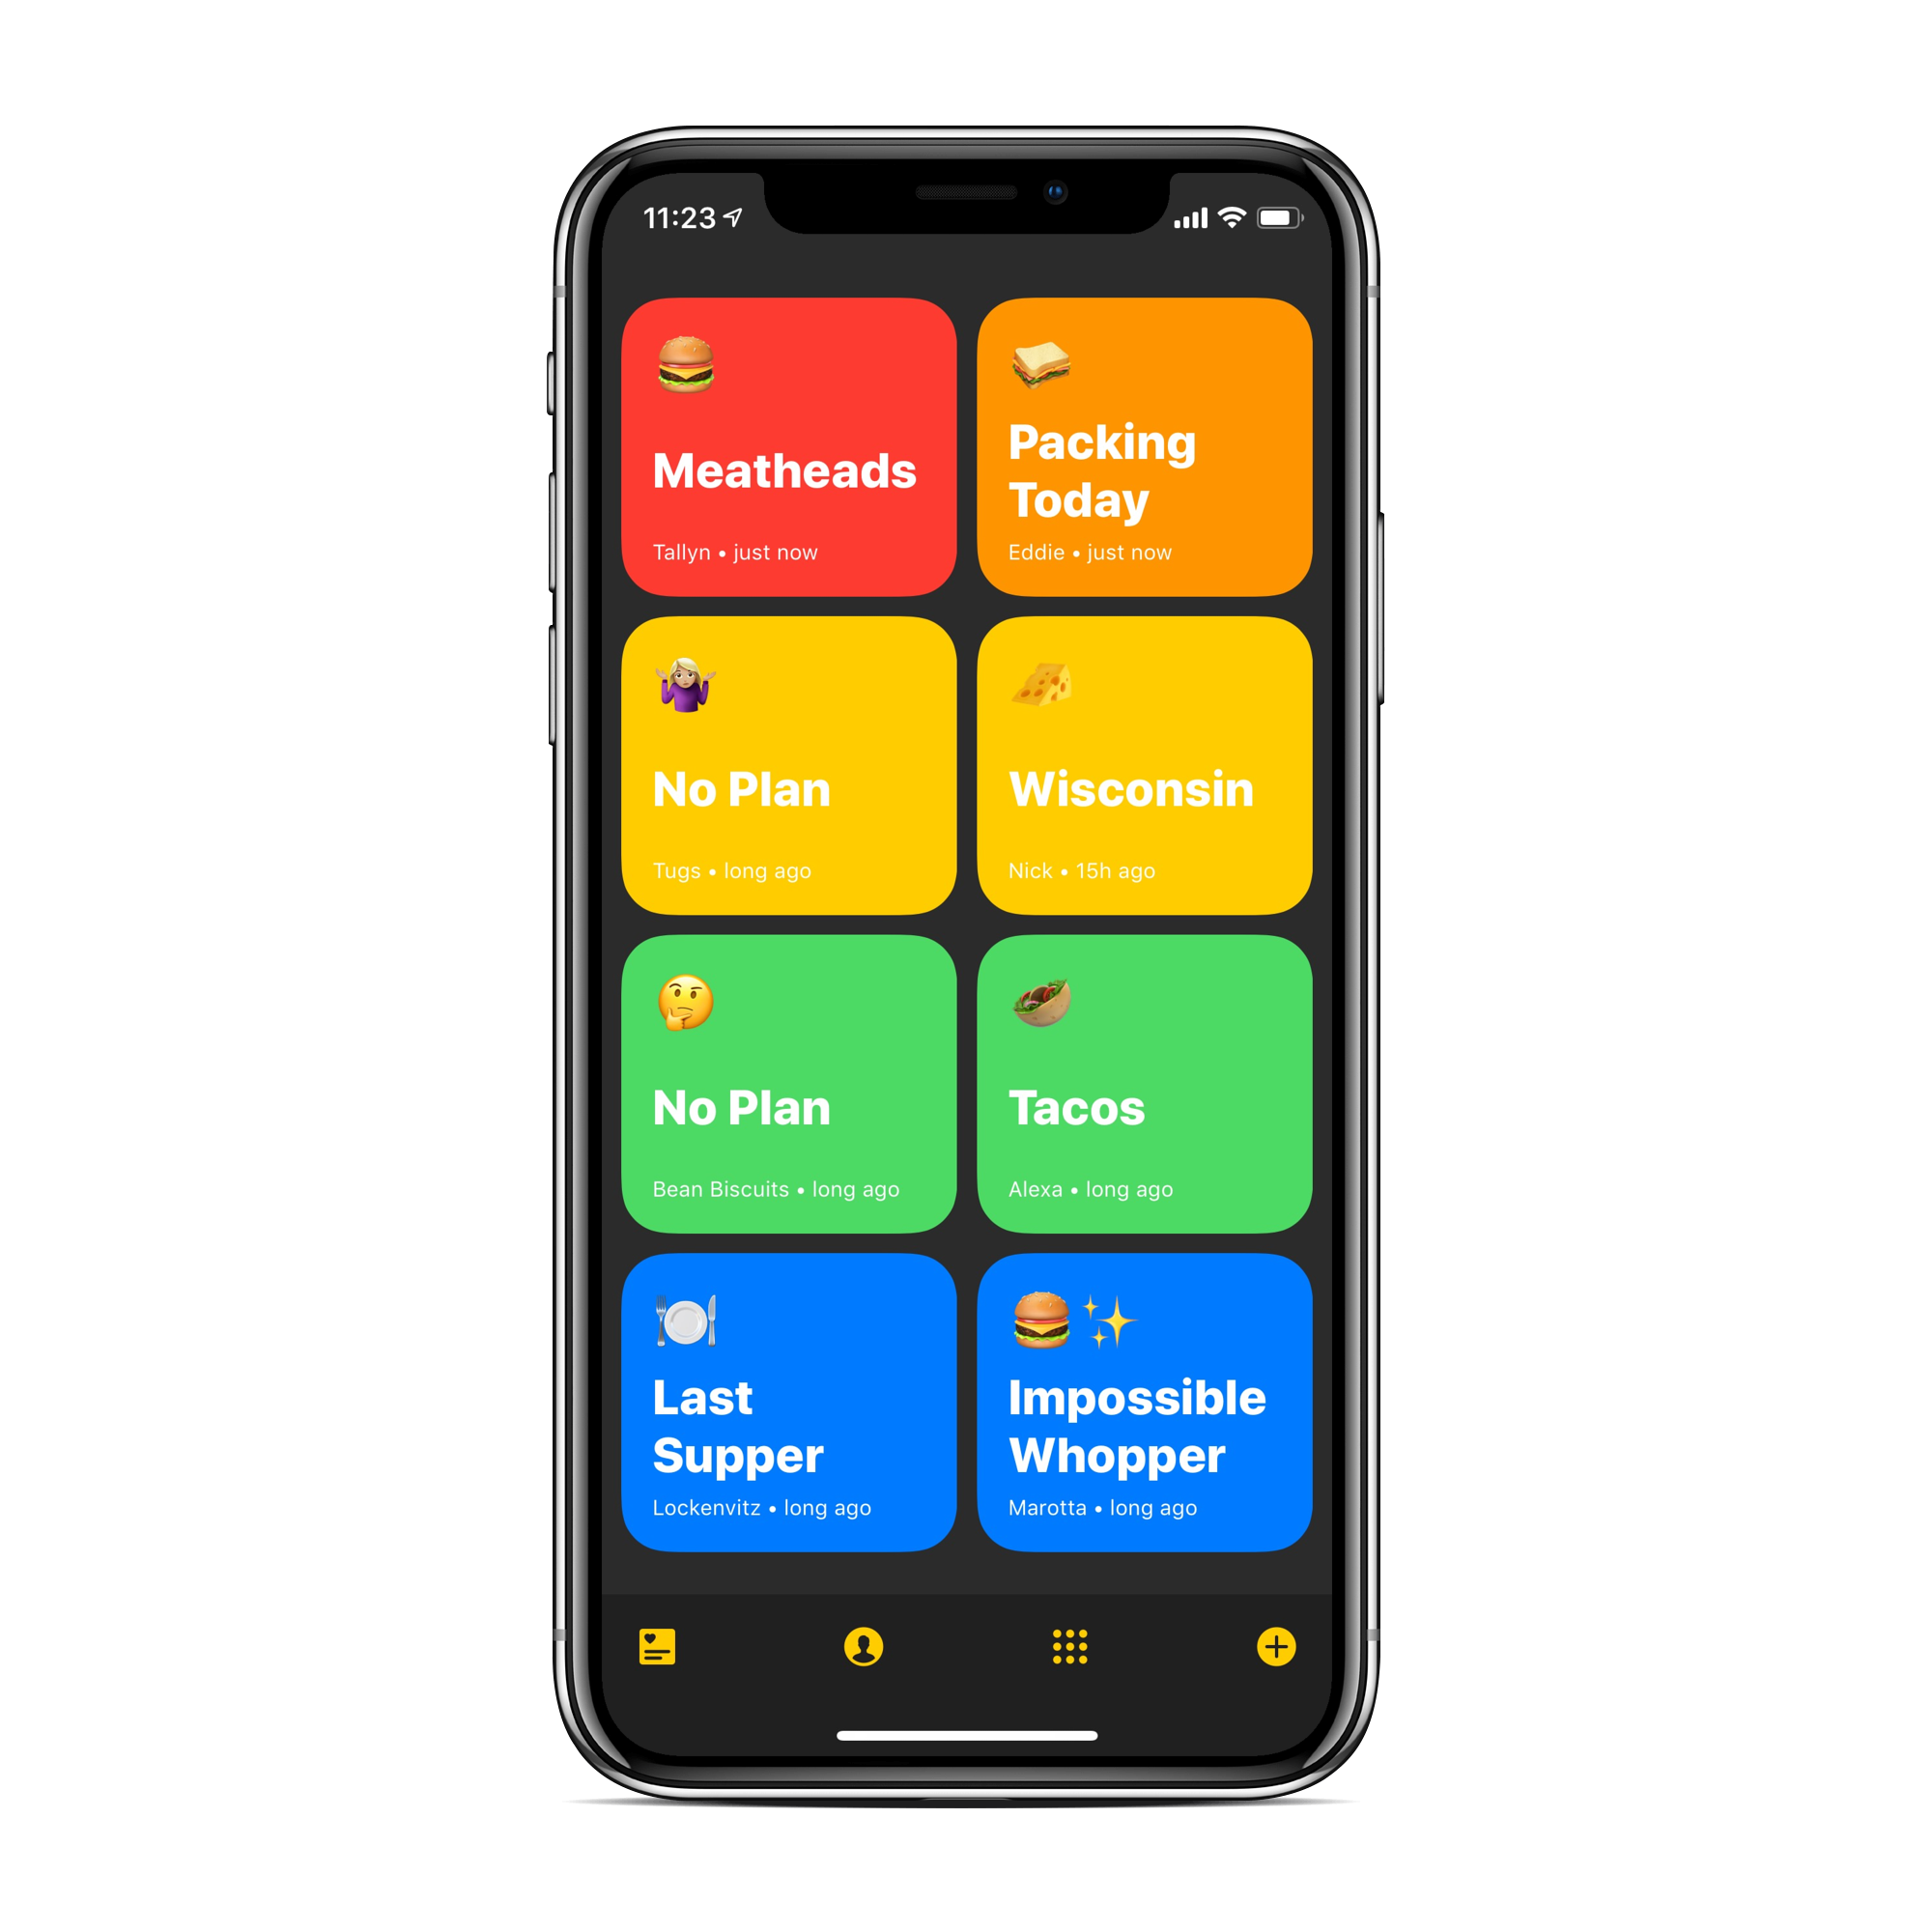 11:23
Meatheads
Tallyn • just now
Packing
Today
Eddie • just now
No Plan
Tugs • long ago
Wisconsin
Nick • 15h ago
No Plan
Bean Biscuits • long ago
Tacos
Alexa • long ago
Last
Supper
Lockenvitz • long ago
Impossible
Whopper
Marotta • long ago